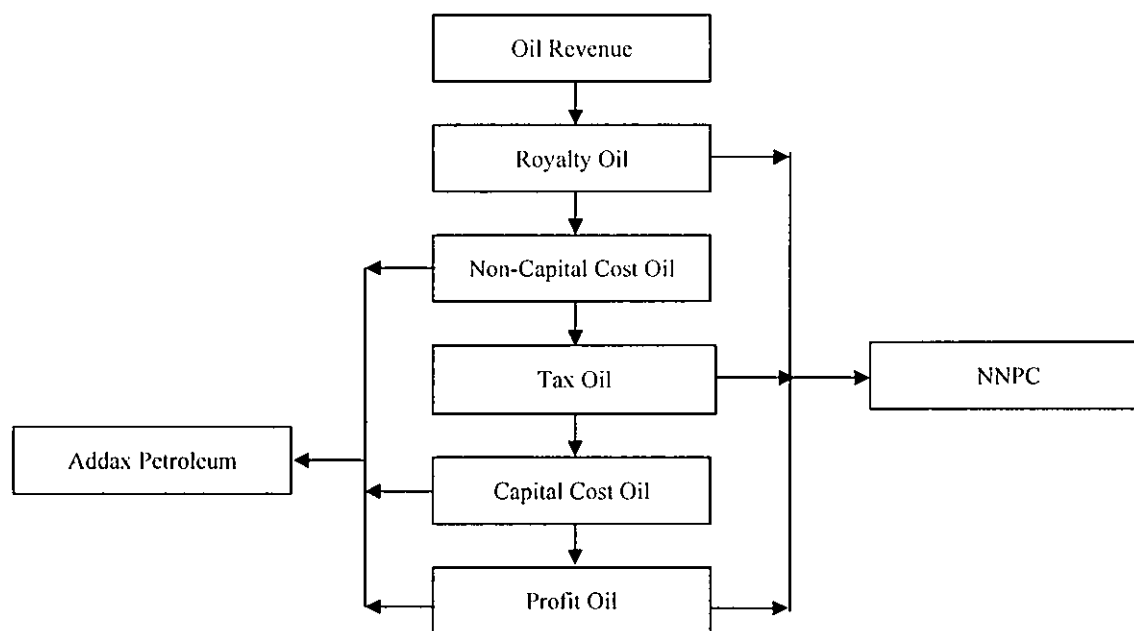 Oil Revenue
Royalty Oil
Non-Capital Cost Oil
Tax Oil
NNPC
Addax Petroleum
Capital Cost Oil
Profit Oil